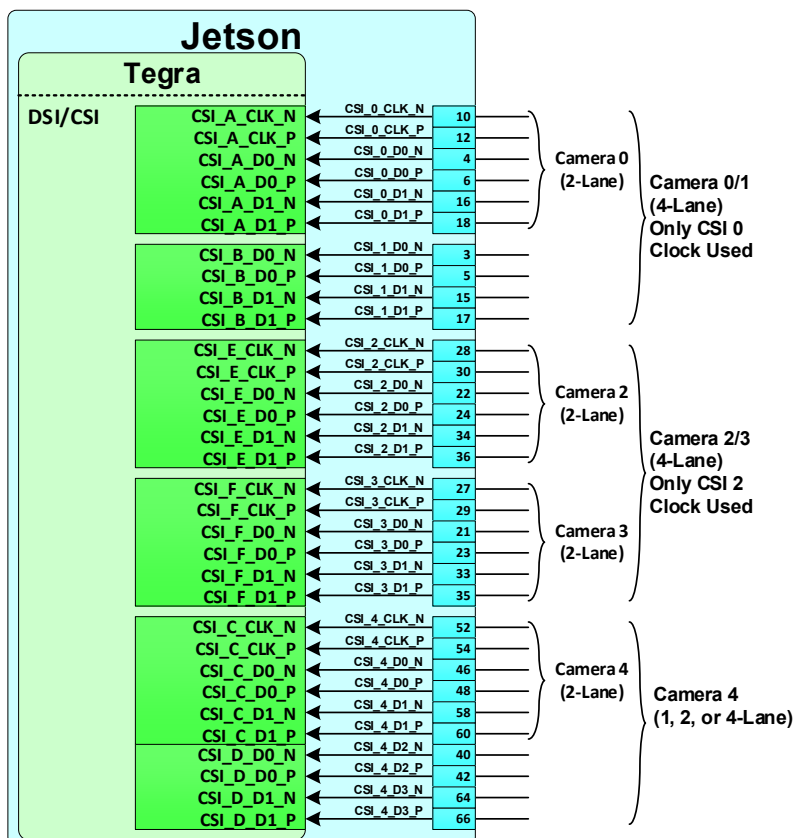 Jetson
Tegra
DSI/CSI
CSI_A_CLK_N CSI_0_CLK_N 10
CSI_A_CLK_P CSI_0_CLK_P 12
CSI_A_D0_N CSI_0_D0_N 4
CSI_A_D0_P CSI_0_D0_P 6
CSI_A_D1_N CSI_0_D1_N 16
CSI_A_D1_P CSI_0_D1_P 18
Camera 0
(2-Lane)
CSI_B_D0_N CSI_1_D0_N 3
CSI_B_D0_P CSI_1_D0_P 5
CSI_B_D1_N CSI_1_D1_N 15
CSI_B_D1_P CSI_1_D1_P 17
Camera 0/1
(4-Lane)
Only CSI 0
Clock Used
CSI_E_CLK_N CSI_2_CLK_N 28
CSI_E_CLK_P CSI_2_CLK_P 30
CSI_E_D0_N CSI_2_D0_N 22
CSI_E_D0_P CSI_2_D0_P 24
CSI_E_D1_N CSI_2_D1_N 34
CSI_E_D1_P CSI_2_D1_P 36
Camera 2
(2-Lane)
CSI_F_CLK_N CSI_3_CLK_N 27
CSI_F_CLK_P CSI_3_CLK_P 29
CSI_F_D0_N CSI_3_D0_N 21
CSI_F_D0_P CSI_3_D0_P 23
CSI_F_D1_N CSI_3_D1_N 33
CSI_F_D1_P CSI_3_D1_P 35
Camera 3
(2-Lane)
Camera 2/3
(4-Lane)
Only CSI 2
Clock Used
CSI_C_CLK_N CSI_4_CLK_N 52
CSI_C_CLK_P CSI_4_CLK_P 54
CSI_C_D0_N CSI_4_D0_N 46
CSI_C_D0_P CSI_4_D0_P 48
CSI_C_D1_N CSI_4_D1_N 58
CSI_C_D1_P CSI_4_D1_P 60
Camera 4
(2-Lane)
CSI_D_D0_N CSI_4_D2_N 40
CSI_D_D0_P CSI_4_D2_P 42
CSI_D_D1_N CSI_4_D3_N 64
CSI_D_D1_P CSI_4_D3_P 66
Camera 4
(1, 2, or 4-Lane)